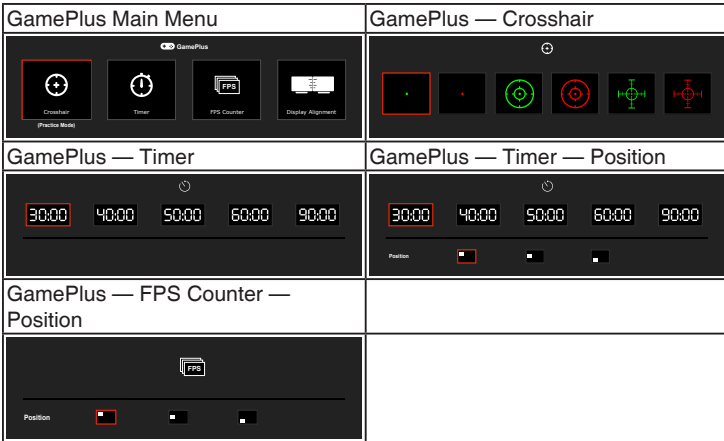 GamePlus Main Menu
GamePlus — Crosshair
GamePlus
FPS
Crosshair
Timer
FPS Counter
Display Alignment
(Practice Mode)
GamePlus — Timer
GamePlus — Timer — Position
30:00 40:00 50:00 60:00 90:00
30:00 40:00 50:00 60:00 90:00
Position
GamePlus — FPS Counter —
Position
FPS
Position